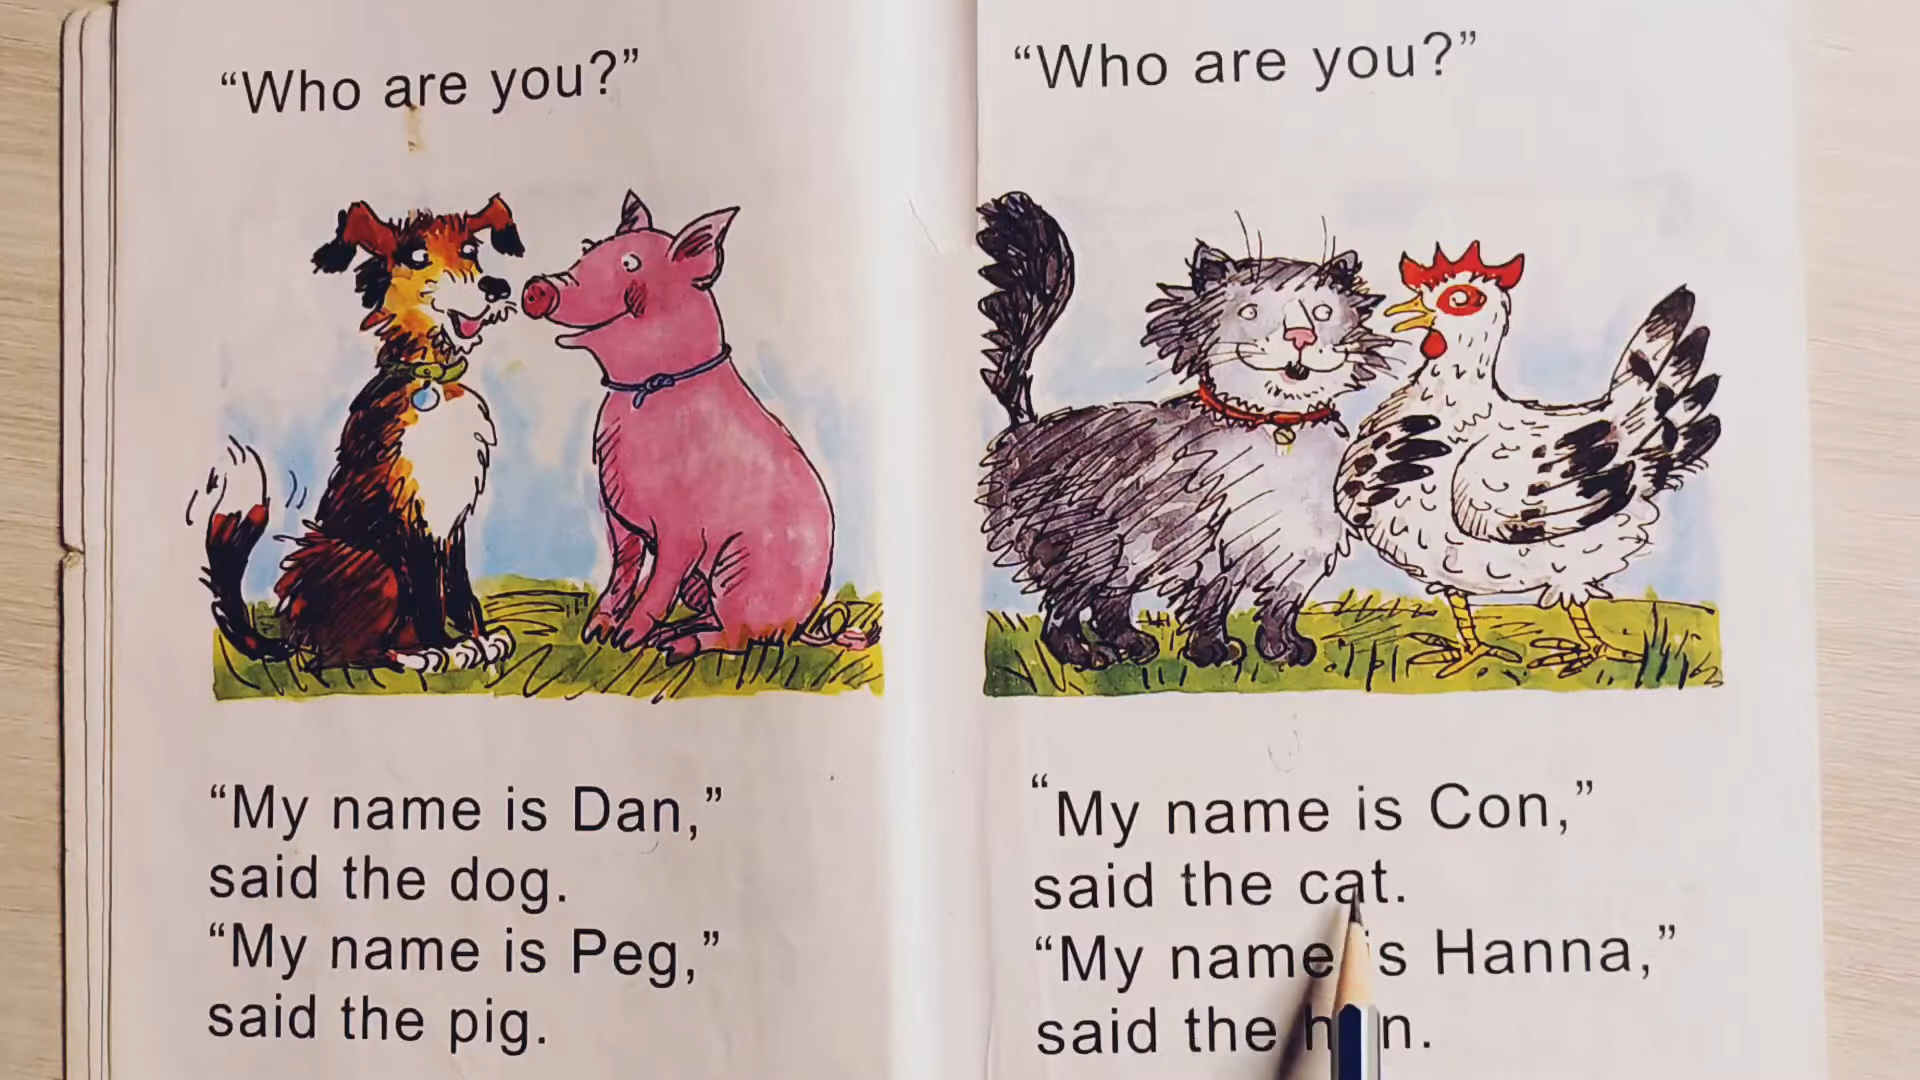 “Who are you?”
“My name is Dan,”
said the dog.
“My name is Peg,”
said the pig.
“Who are you?”
“My name is Con,”
said the cat.
“My name is Hanna,”
said the hen.